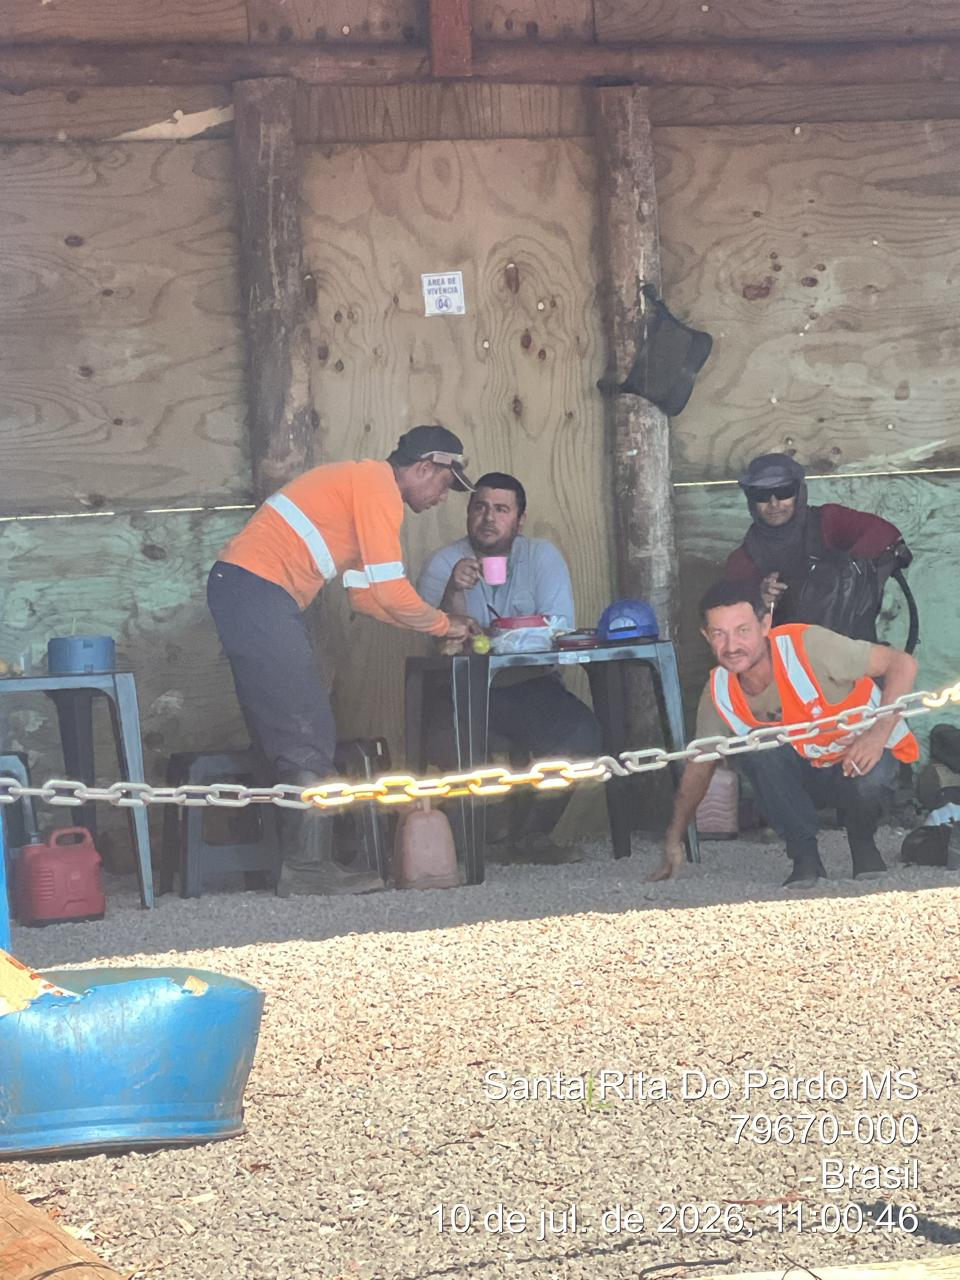 ÁREA DE
VIVÊNCIA
04
Santa Rita Do Pardo MS
79670-000
Brasil
10 de jul. de 2026, 11:00:46